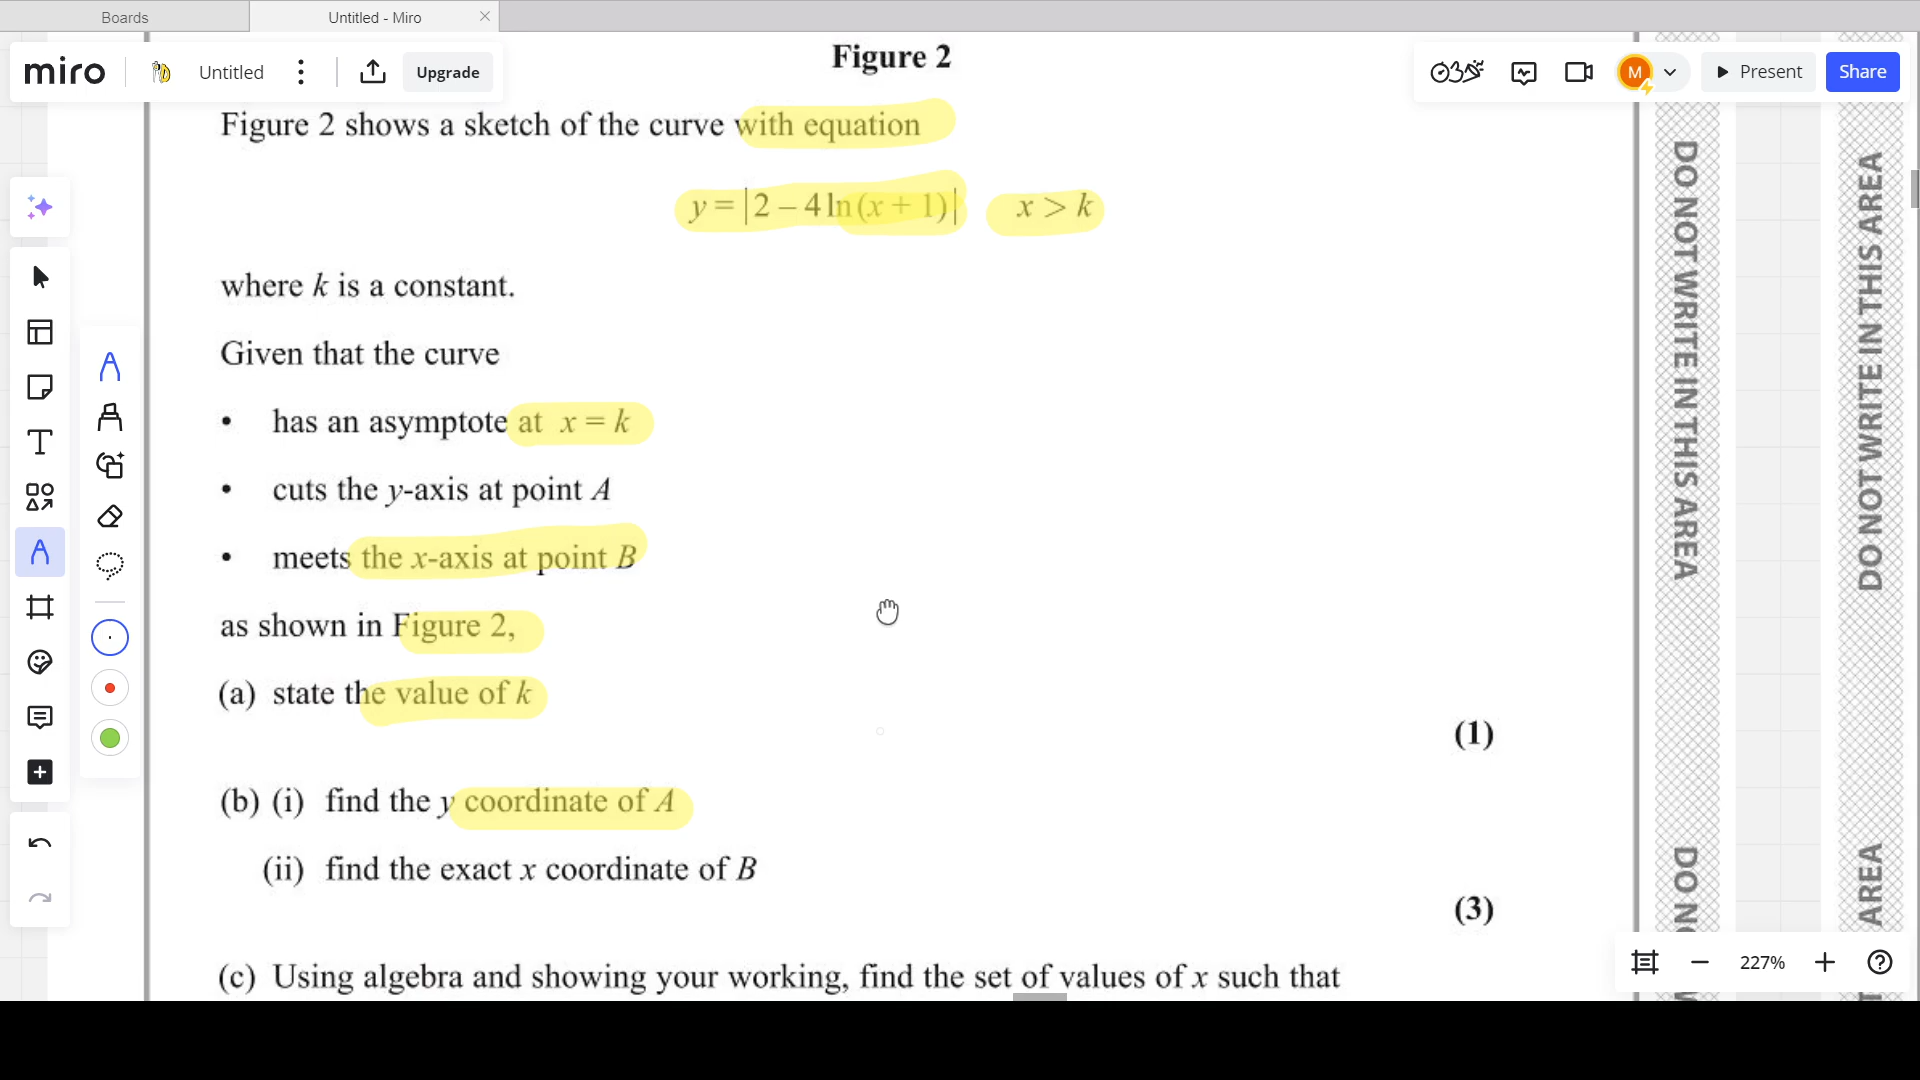 Boards
Untitled - Miro
miro
Untitled
Upgrade
M
Present
Share
Figure 2
Figure 2 shows a sketch of the curve with equation
y = |2 – 4 ln (x + 1)|   x > k
where k is a constant.
Given that the curve
• has an asymptote at x = k
• cuts the y-axis at point A
• meets the x-axis at point B
as shown in Figure 2,
(a) state the value of k
(1)
(b) (i) find the y coordinate of A
(ii) find the exact x coordinate of B
(3)
(c) Using algebra and showing your working, find the set of values of x such that
DO NOT WRITE IN THIS AREA
DO NOT WRITE IN THIS AREA
DO NO
AREA
227%